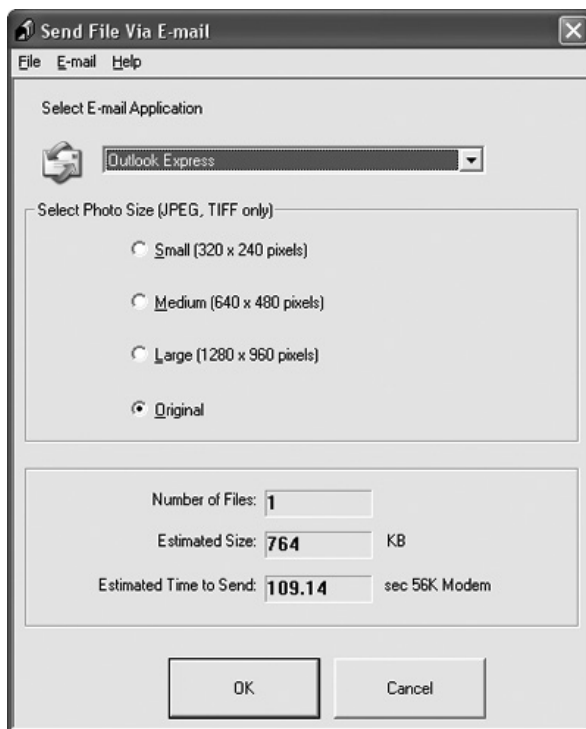 Send File Via E-mail
File E-mail Help
Select E-mail Application
Outlook Express
Select Photo Size (JPEG, TIFF only)
Small (320 x 240 pixels)
Medium (640 x 480 pixels)
Large (1280 x 960 pixels)
Original
Number of Files: 1
Estimated Size: 764 KB
Estimated Time to Send: 109.14 sec 56K Modem
OK Cancel